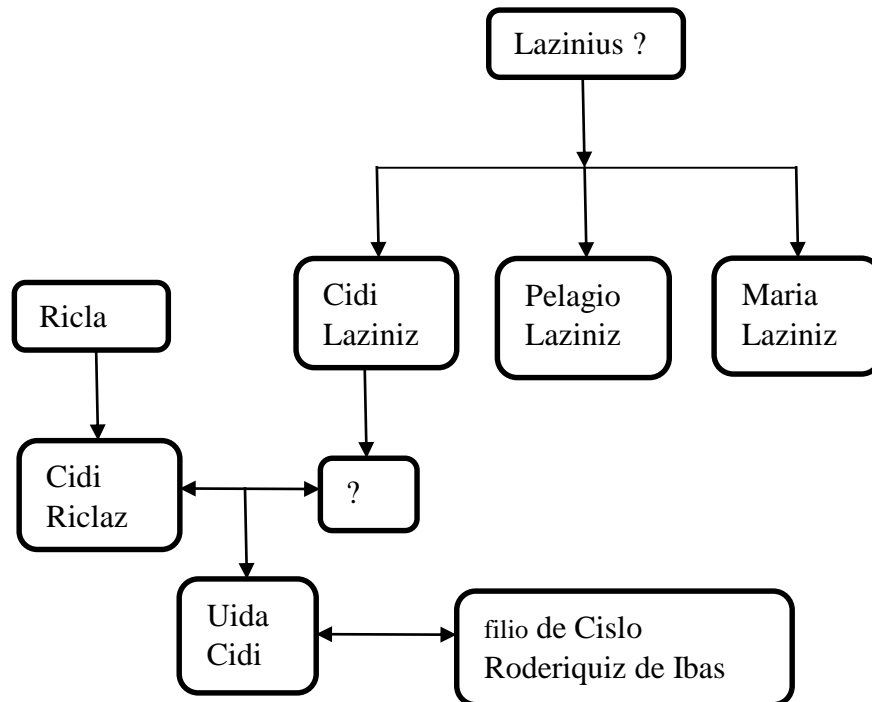 Lazinius ?
Cidi
Laziniz
Pelagio
Laziniz
Maria
Laziniz
Ricla
Cidi
Riclaz
?
Uida
Cidi
filio de Cislo
Roderiquiz de Ibas